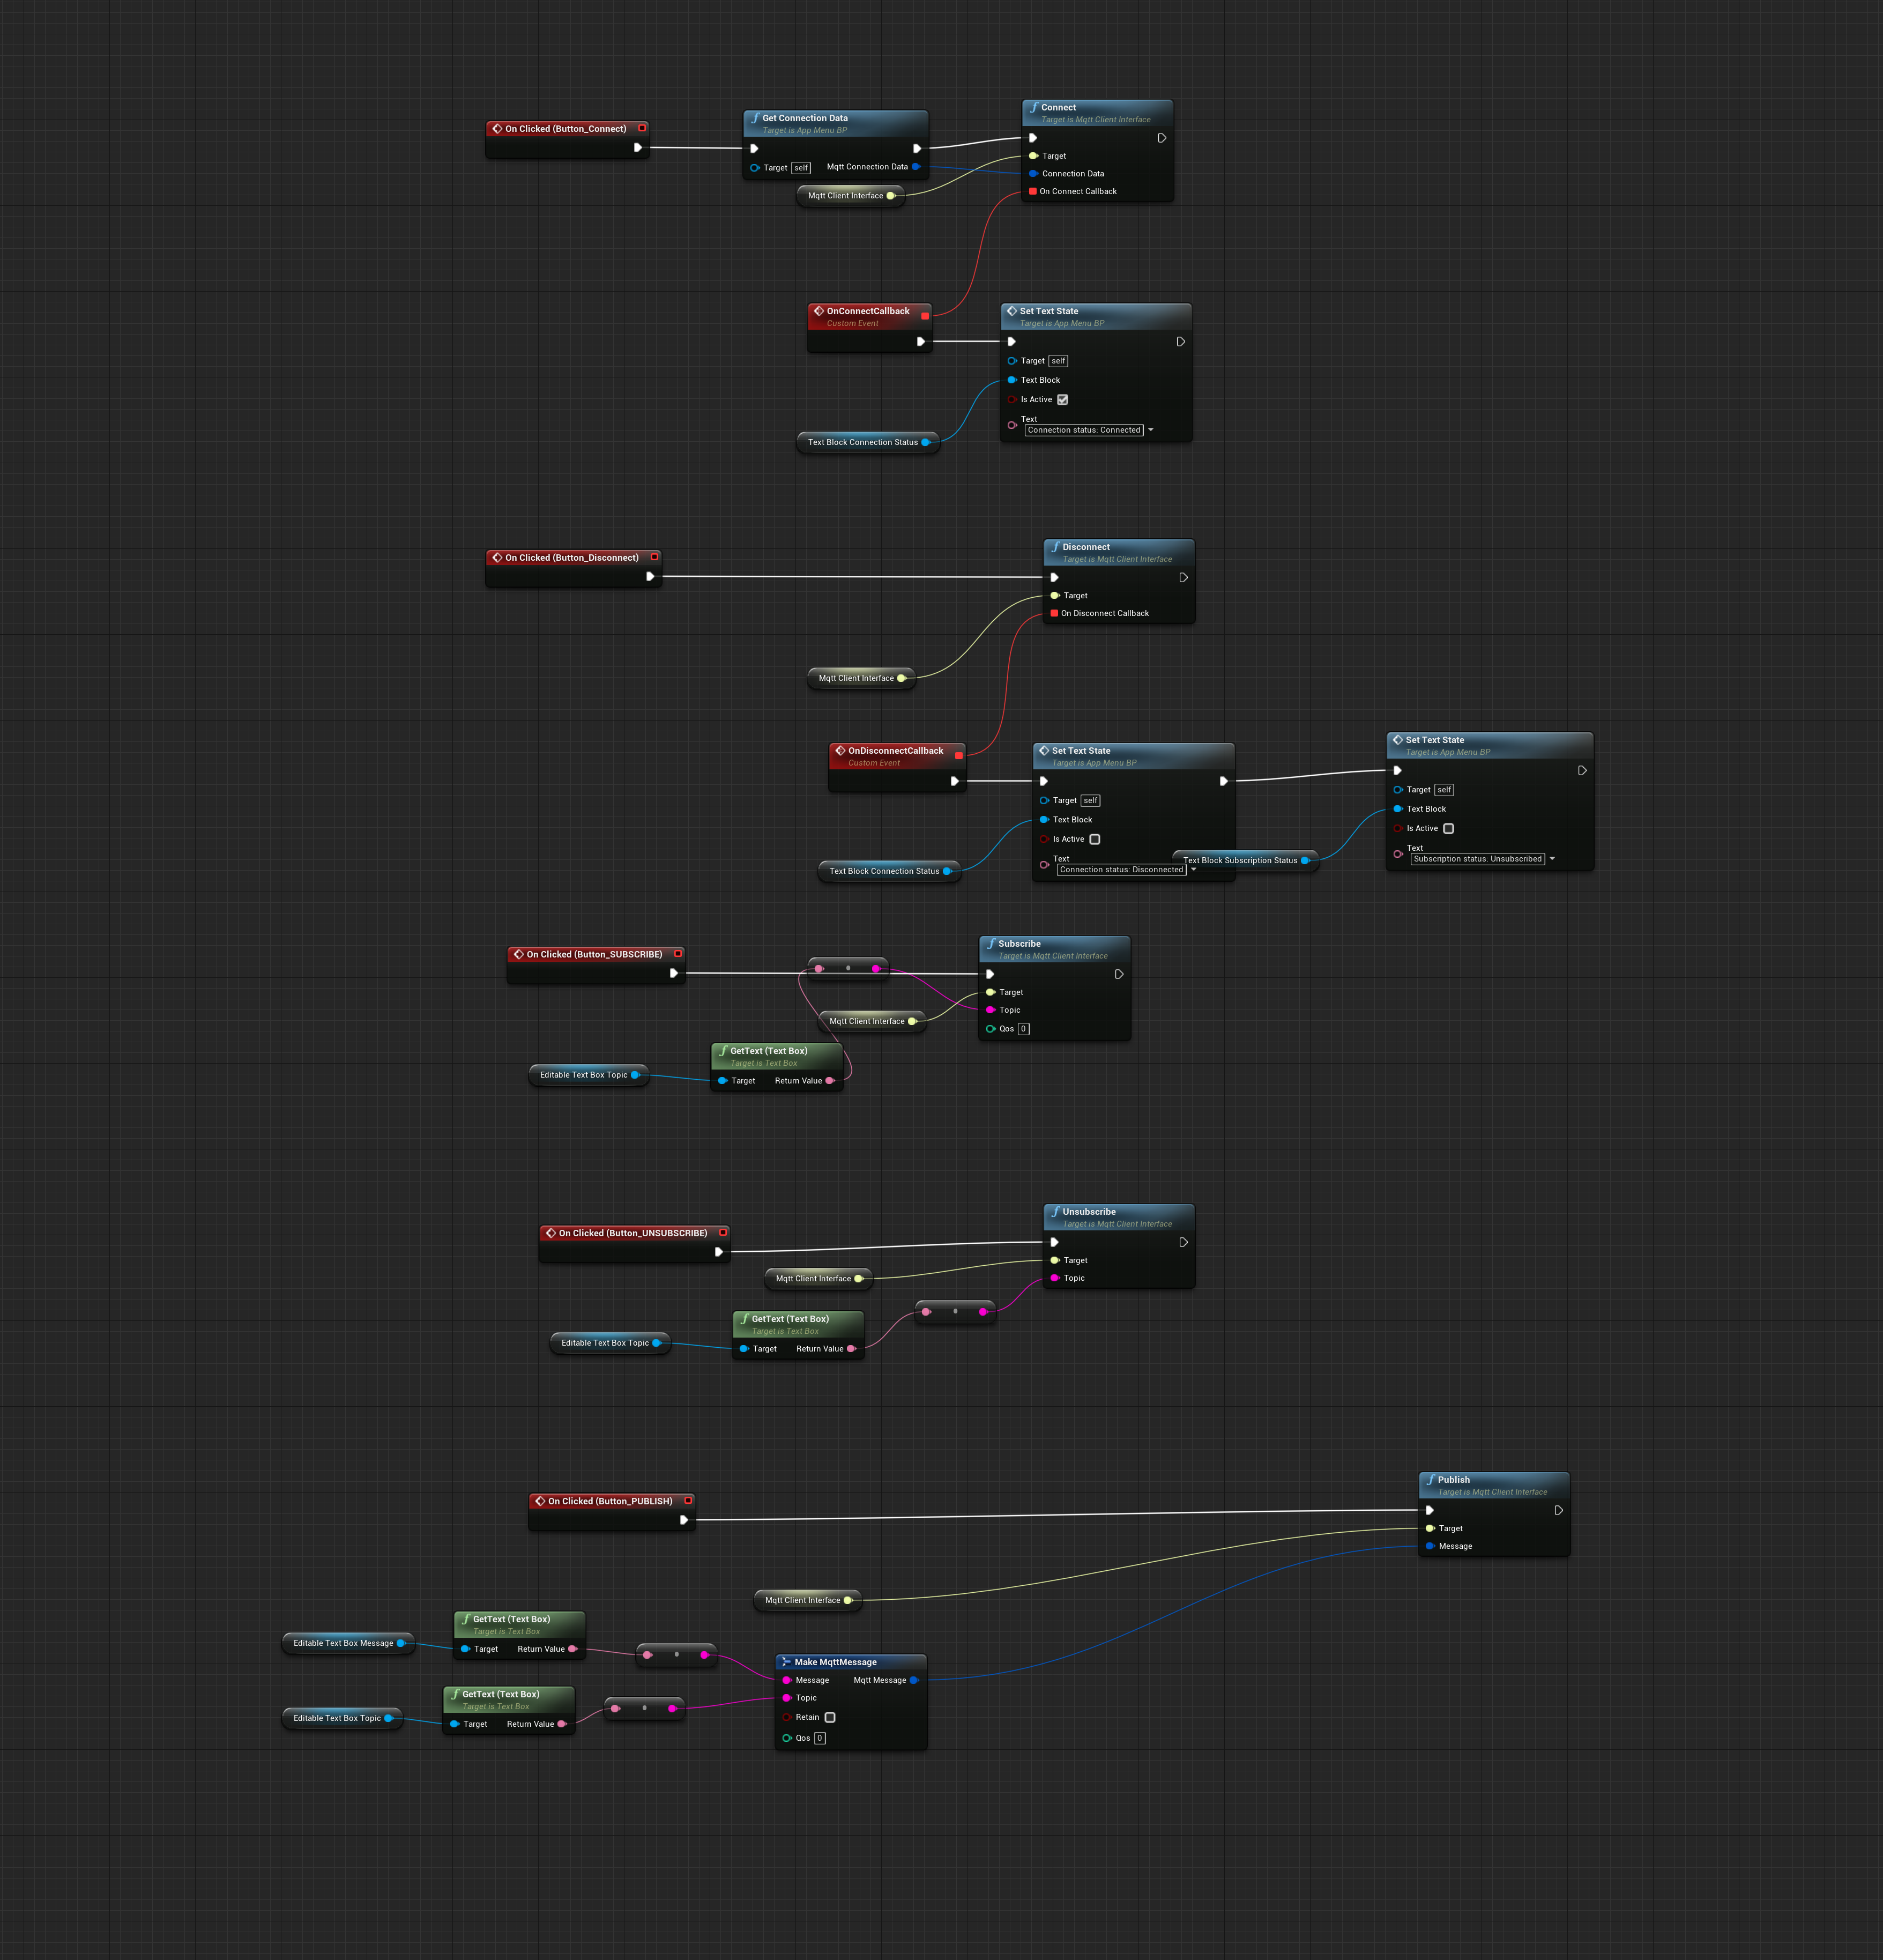 On Clicked (Button_Connect)
Get Connection Data
Target is App Menu BP
Target self
Mqtt Connection Data
Mqtt Client Interface
Connect
Target is Mqtt Client Interface
Target
Connection Data
On Connect Callback
OnConnectCallback
Custom Event
Set Text State
Target is App Menu BP
Target self
Text Block
Is Active
Text
Connection status: Connected
Text Block Connection Status
On Clicked (Button_Disconnect)
Disconnect
Target is Mqtt Client Interface
Target
On Disconnect Callback
Mqtt Client Interface
OnDisconnectCallback
Custom Event
Set Text State
Target is App Menu BP
Target self
Text Block
Is Active
Text
Connection status: Disconnected
Text Block Connection Status
Text Block Subscription Status
Set Text State
Target is App Menu BP
Target self
Text Block
Is Active
Text
Subscription status: Unsubscribed
On Clicked (Button_SUBSCRIBE)
Subscribe
Target is Mqtt Client Interface
Target
Topic
Qos 0
Mqtt Client Interface
GetText (Text Box)
Target is Text Box
Target
Return Value
Editable Text Box Topic
On Clicked (Button_UNSUBSCRIBE)
Unsubscribe
Target is Mqtt Client Interface
Target
Topic
Mqtt Client Interface
GetText (Text Box)
Target is Text Box
Target
Return Value
Editable Text Box Topic
On Clicked (Button_PUBLISH)
Publish
Target is Mqtt Client Interface
Target
Message
Mqtt Client Interface
GetText (Text Box)
Target is Text Box
Target
Return Value
Editable Text Box Message
GetText (Text Box)
Target is Text Box
Target
Return Value
Editable Text Box Topic
Make MqttMessage
Message
Mqtt Message
Topic
Retain
Qos 0